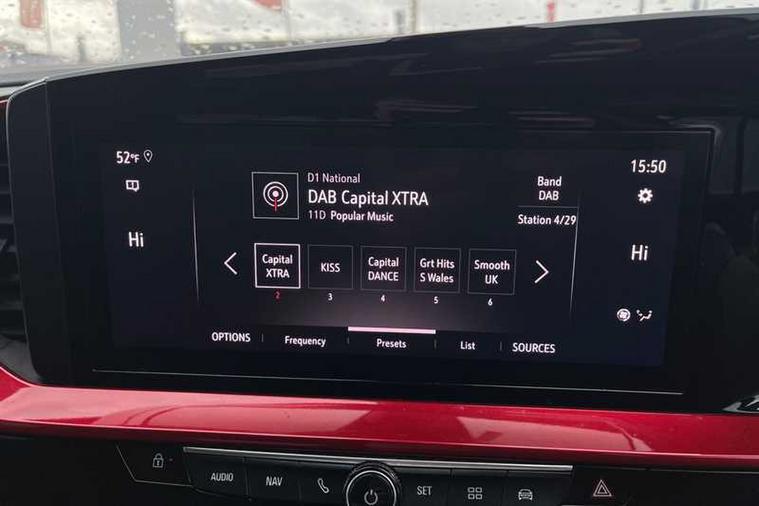 52°F
15:50
D1 National
DAB Capital XTRA
11D Popular Music
Band
DAB
Station 4/29
Hi
Hi
Capital
XTRA
KISS
Capital
DANCE
Grt Hits
S Wales
Smooth
UK
2
3
4
5
6
OPTIONS
Frequency
Presets
List
SOURCES
AUDIO
NAV
SET